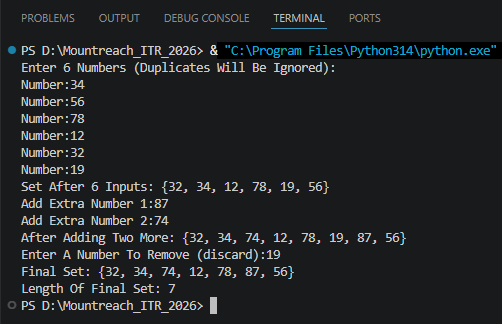 PROBLEMS OUTPUT DEBUG CONSOLE TERMINAL PORTS
PS D:\Mountreach_ITR_2026> & "C:\Program Files\Python314\python.exe"
Enter 6 Numbers (Duplicates Will Be Ignored):
Number:34
Number:56
Number:78
Number:12
Number:32
Number:19
Set After 6 Inputs: {32, 34, 12, 78, 19, 56}
Add Extra Number 1:87
Add Extra Number 2:74
After Adding Two More: {32, 34, 74, 12, 78, 19, 87, 56}
Enter A Number To Remove (discard):19
Final Set: {32, 34, 74, 12, 78, 87, 56}
Length Of Final Set: 7
PS D:\Mountreach_ITR_2026>